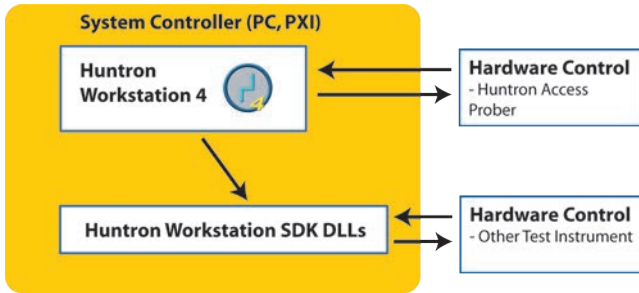 System Controller (PC, PXI)
Huntron
Workstation 4
4
Hardware Control
- Huntron Access
Prober
Huntron Workstation SDK DLLs
Hardware Control
- Other Test Instrument